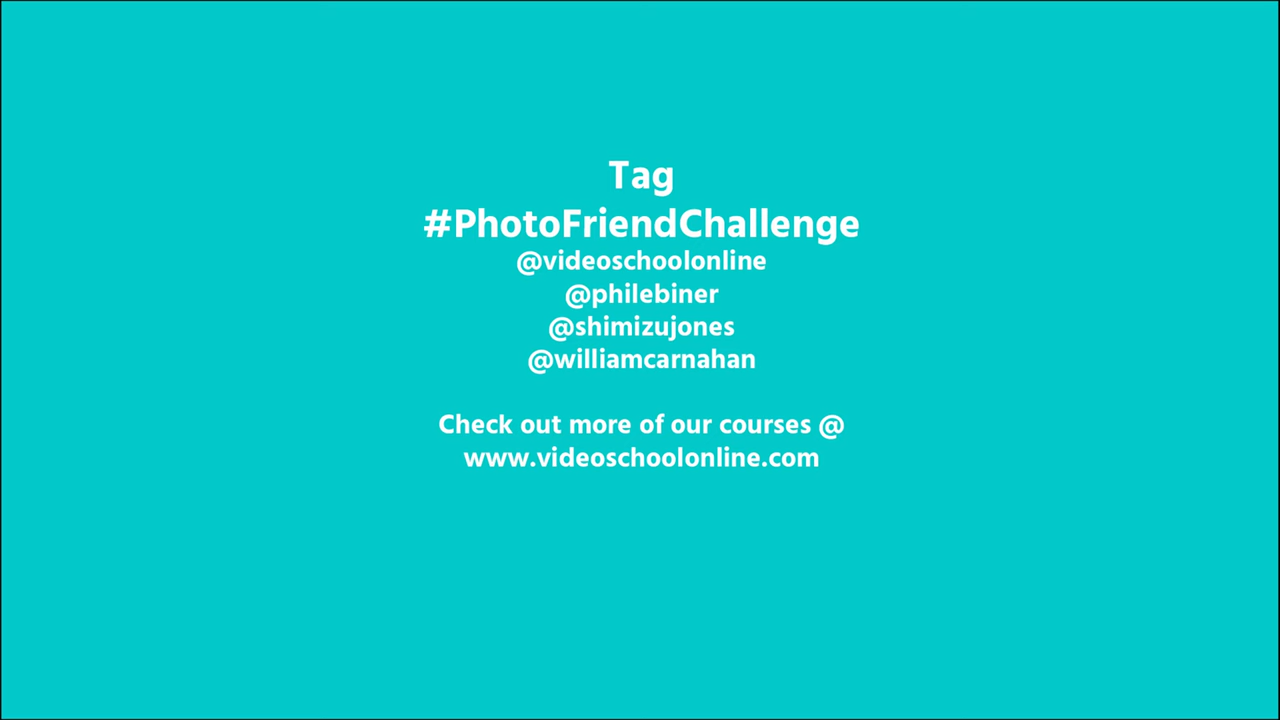 Tag
#PhotoFriendChallenge
@videoschoolonline
@philebiner
@shimizujones
@williamcarnahan
Check out more of our courses @
www.videoschoolonline.com